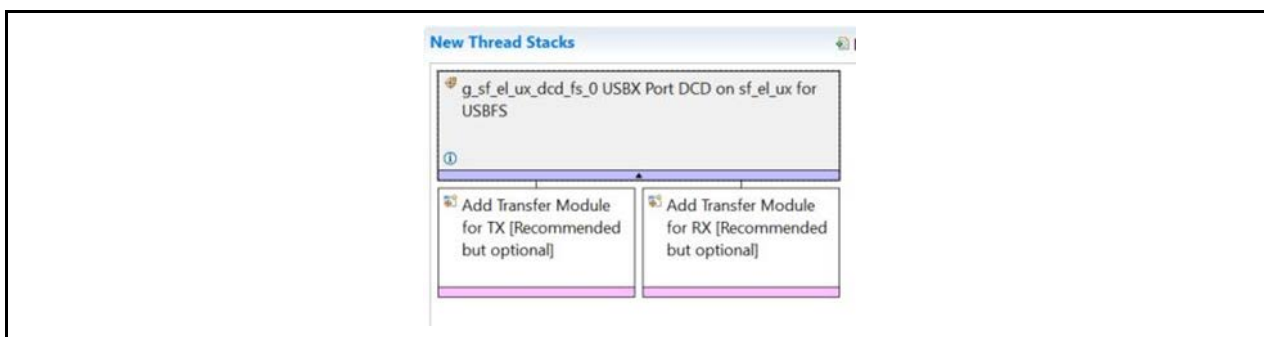 New Thread Stacks
g_sf_el_ux_dcd_fs_0 USBX Port DCD on sf_el_ux for
USBFS
Add Transfer Module
for TX [Recommended
but optional]
Add Transfer Module
for RX [Recommended
but optional]